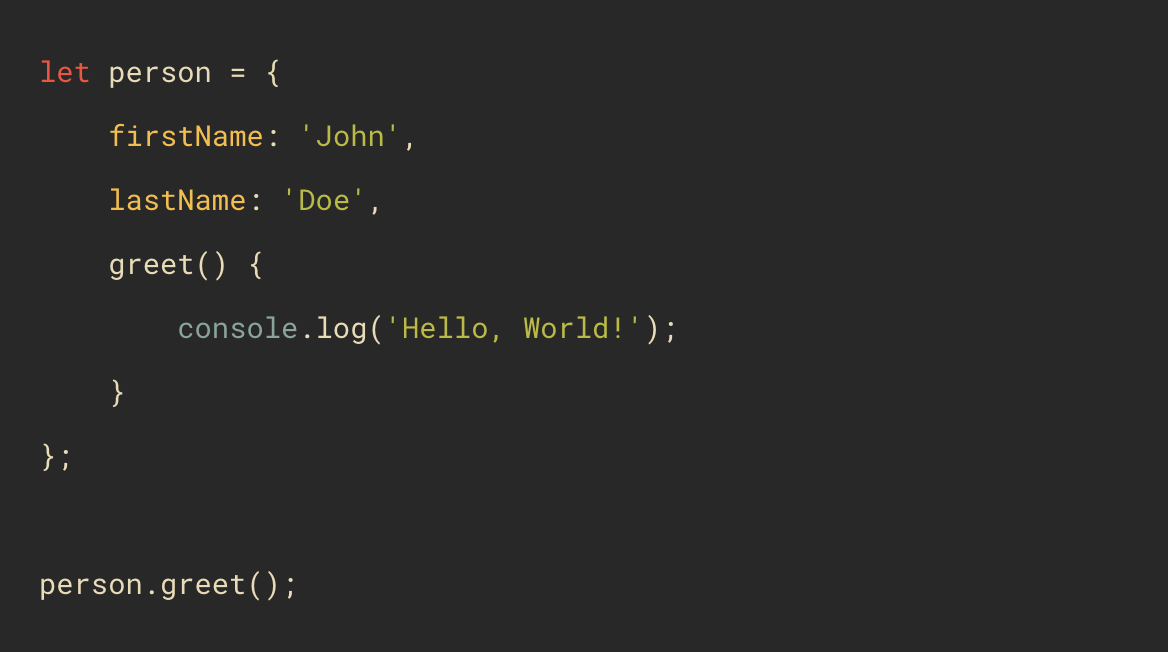 let person = {
    firstName: 'John',
    lastName: 'Doe',
    greet() {
        console.log('Hello, World!');
    }
};

person.greet();